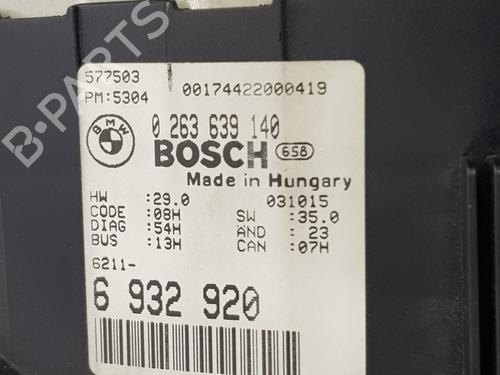 577503
PM:5304 00174422000419
BMW 0 263 639 140
BOSCH 658
Made in Hungary
HW :29.0 031015
CODE :08H SW :35.0
DIAG :54H AND : 23
BUS :13H CAN :07H
6211-
6 932 920
B-PARTS